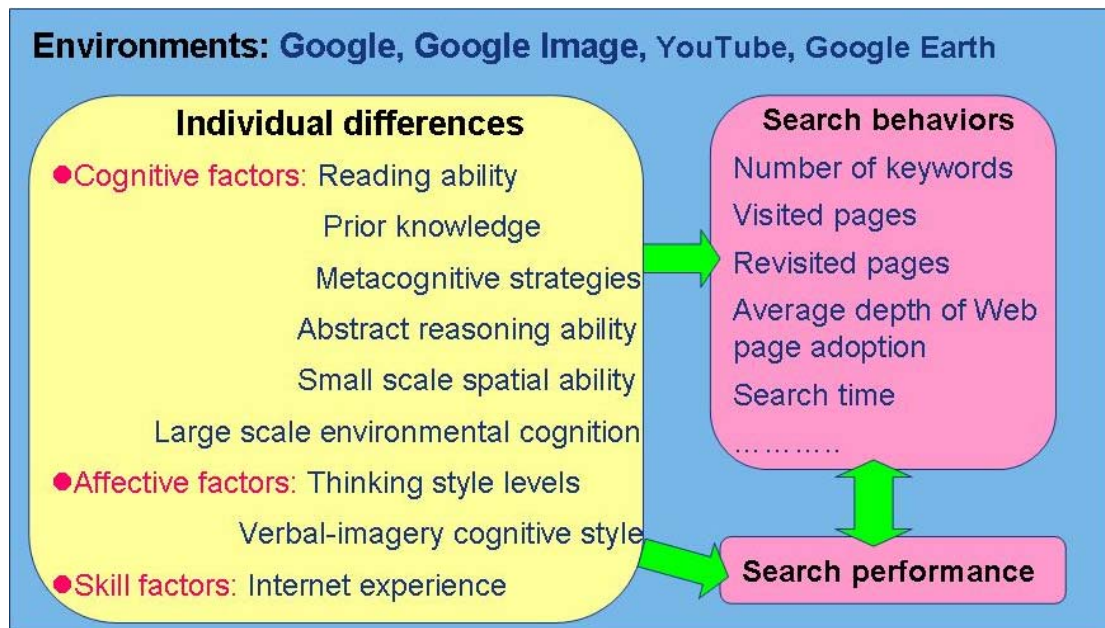 Environments: Google, Google Image, YouTube, Google Earth
Individual differences
●Cognitive factors: Reading ability
Prior knowledge
Metacognitive strategies
Abstract reasoning ability
Small scale spatial ability
Large scale environmental cognition
●Affective factors: Thinking style levels
Verbal-imagery cognitive style
●Skill factors: Internet experience
Search behaviors
Number of keywords
Visited pages
Revisited pages
Average depth of Web
page adoption
Search time
………..
Search performance